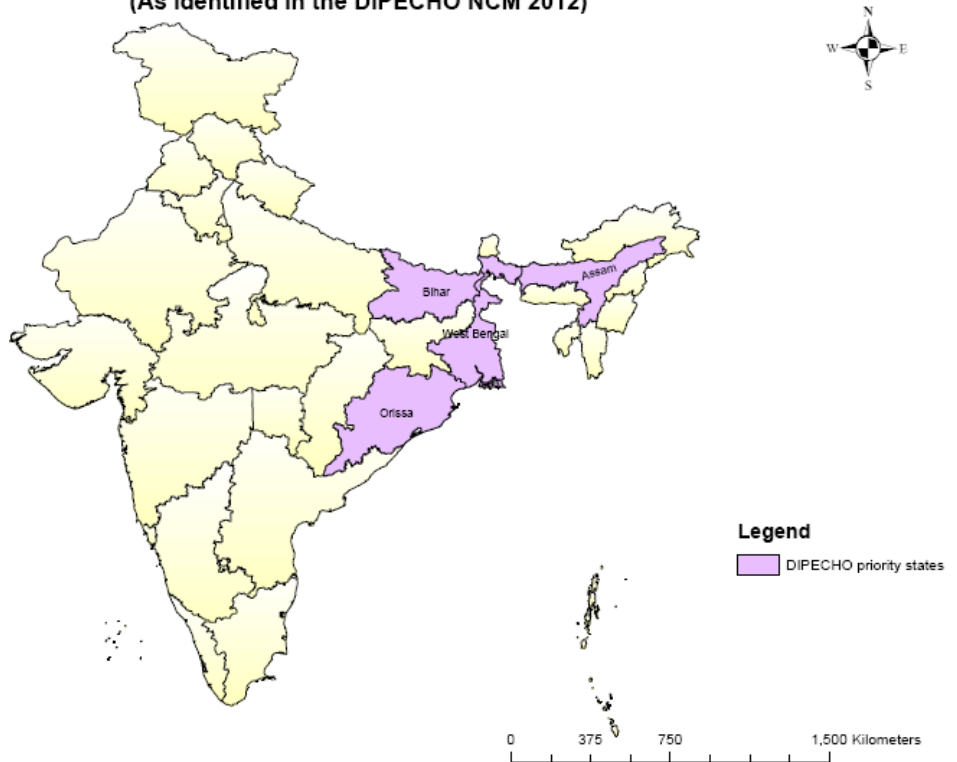 (As identified in the DIPECHO NCM 2012)
N
W E
S
Bihar
Assam
West Bengal
Orissa
Legend
DIPECHO priority states
0 375 750 1,500 Kilometers